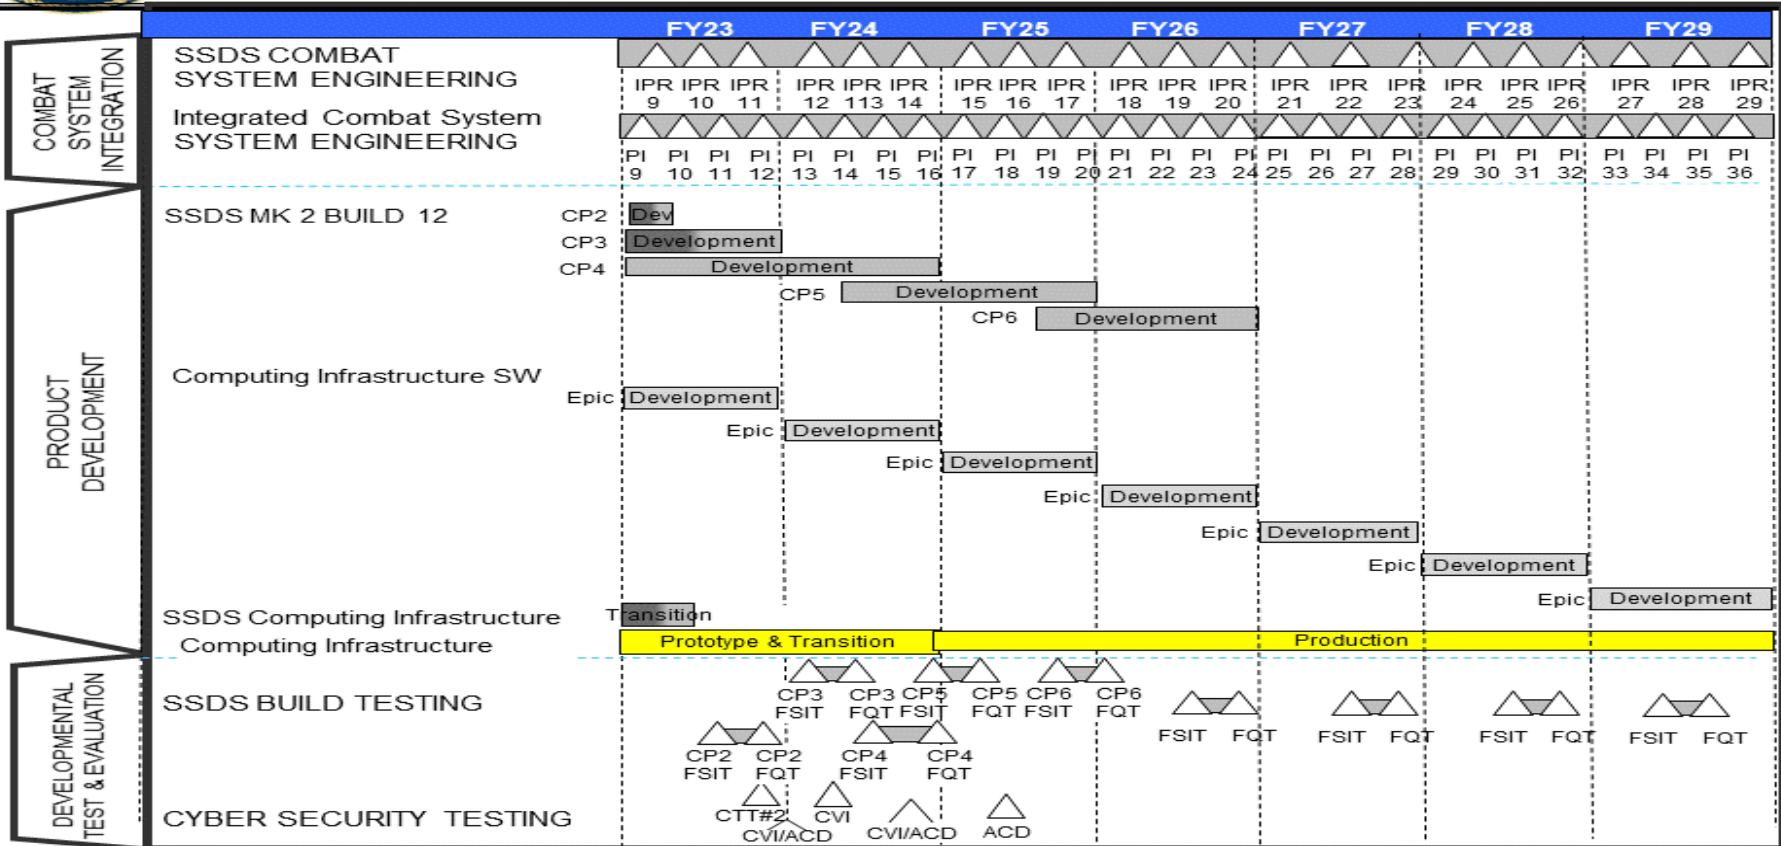 FY23 FY24 FY25 FY26 FY27 FY28 FY29
COMBAT
SYSTEM
INTEGRATION
SSDS COMBAT
SYSTEM ENGINEERING
IPR IPR IPR IPR IPR IPR IPR IPR IPR IPR IPR IPR IPR IPR IPR IPR IPR IPR IPR IPR IPR
9 10 11 12 113 14 15 16 17 18 19 20 21 22 23 24 25 26 27 28 29
Integrated Combat System
SYSTEM ENGINEERING
PI PI PI PI PI PI PI PI PI PI PI PI PI PI PI PI PI PI PI PI PI PI PI PI PI PI PI PI
9 10 11 12 13 14 15 16 17 18 19 20 21 22 23 24 25 26 27 28 29 30 31 32 33 34 35 36
PRODUCT
DEVELOPMENT
SSDS MK 2 BUILD 12
CP2 Dev
CP3 Development
CP4 Development
CP5 Development
CP6 Development
Computing Infrastructure SW
Epic Development
Epic Development
Epic Development
Epic Development
Epic Development
Epic Development
Epic Development
SSDS Computing Infrastructure Transition
Computing Infrastructure Prototype & Transition Production
DEVELOPMENTAL
TEST & EVALUATION
SSDS BUILD TESTING
CP3 CP3 CP5 CP5 CP6 CP6
FSIT FQT FSIT FQT FSIT FQT
FSIT FQT FSIT FQT FSIT FQT FSIT FQT
CP2 CP2 CP4 CP4
FSIT FQT FSIT FQT
CYBER SECURITY TESTING
CTT#2 CVI
CVI/ACD CVI/ACD ACD